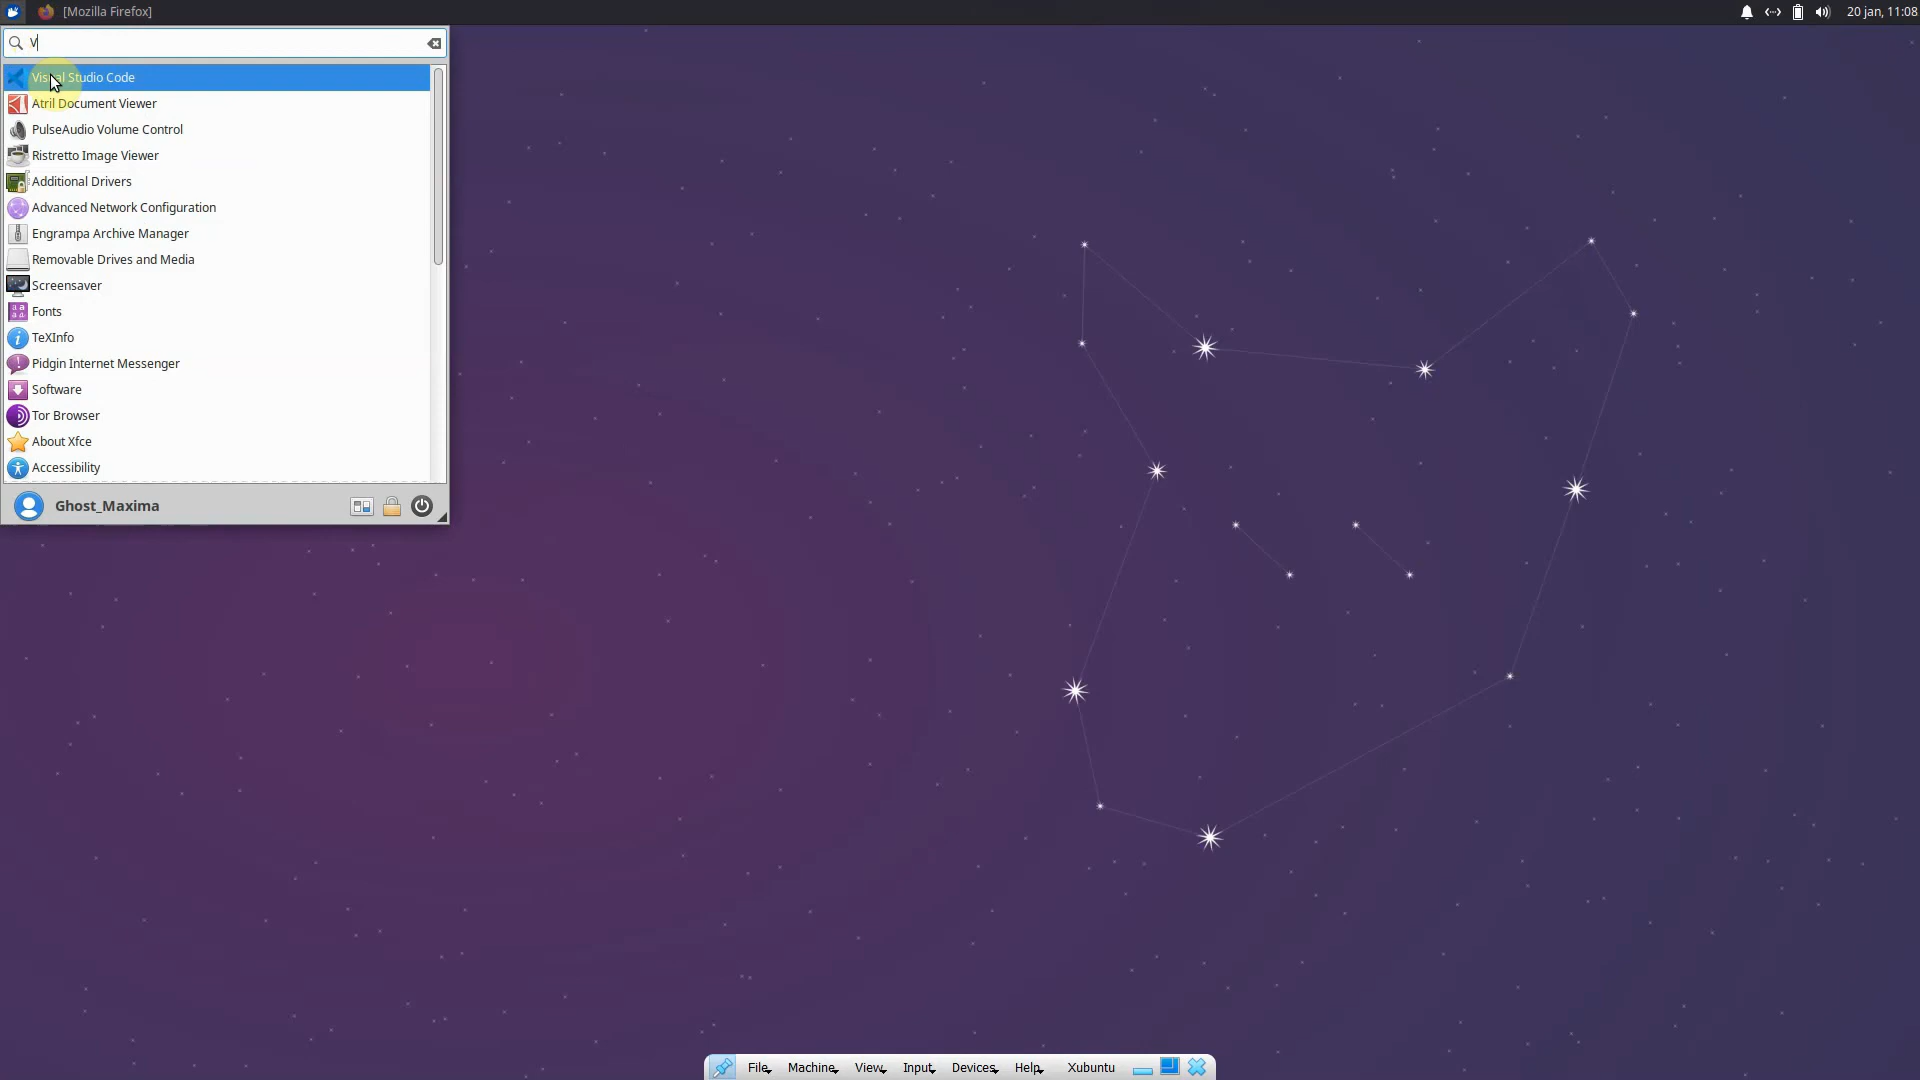 [Mozilla Firefox]
20 jan, 11:08
V
Visual Studio Code
Atril Document Viewer
PulseAudio Volume Control
Ristretto Image Viewer
Additional Drivers
Advanced Network Configuration
Engrampa Archive Manager
Removable Drives and Media
Screensaver
Fonts
TeXInfo
Pidgin Internet Messenger
Software
Tor Browser
About Xfce
Accessibility
Ghost_Maxima
File Machine View Input Devices Help Xubuntu